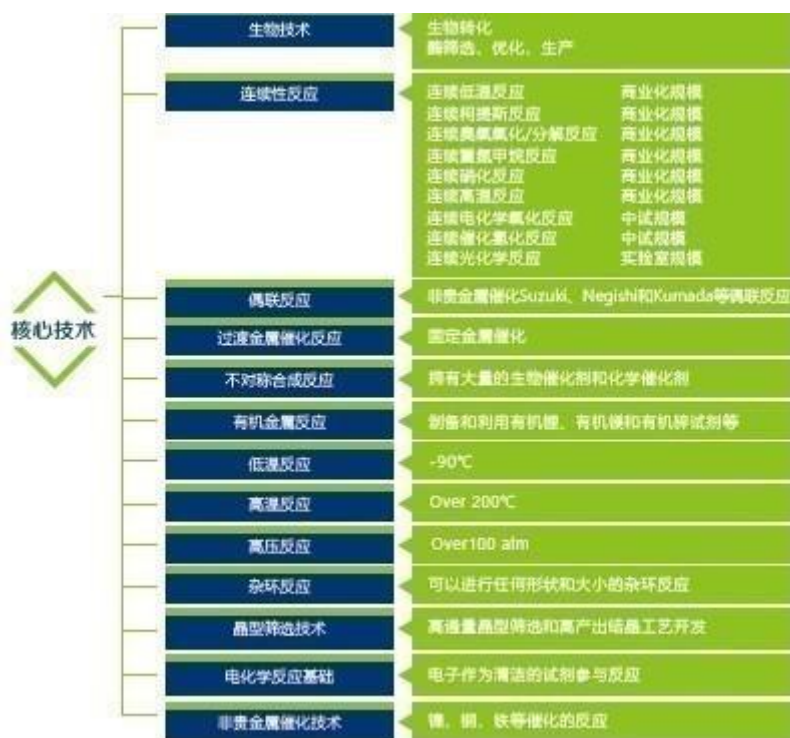 核心技术
生物技术
生物转化
酶筛选、优化、生产
连续性反应
连续低温反应 商业化规模
连续柯提斯反应 商业化规模
连续臭氧氧化/分解反应 商业化规模
连续重氮甲烷反应 商业化规模
连续硝化反应 商业化规模
连续高温反应 商业化规模
连续电化学氧化反应 中试规模
连续催化氢化反应 中试规模
连续光化学反应 实验室规模
偶联反应
非贵金属催化Suzuki、Negishi和Kumada等偶联反应
过渡金属催化反应
固定金属催化
不对称合成反应
拥有大量的生物催化剂和化学催化剂
有机金属反应
制备和利用有机锂、有机镁和有机锌试剂等
低温反应
-90℃
高温反应
Over 200℃
高压反应
Over100 atm
杂环反应
可以进行任何形状和大小的杂环反应
晶型筛选技术
高通量晶型筛选和高产出结晶工艺开发
电化学反应基础
电子作为清洁的试剂参与反应
非贵金属催化技术
镍、铜、铁等催化的反应